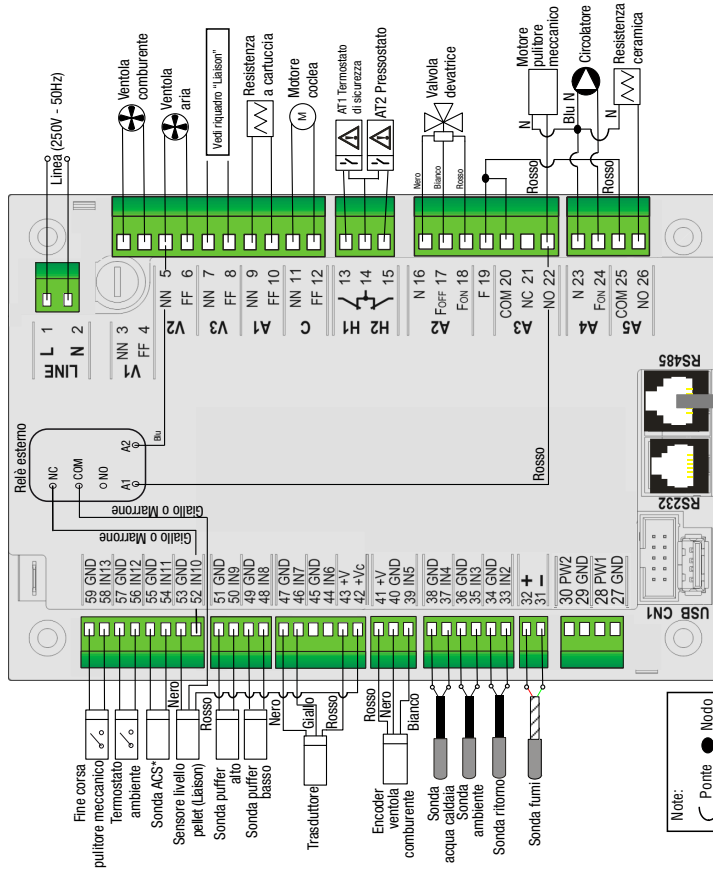 Linea (250V - 50Hz)
Ventola
comburente
Ventola
aria
Vedi riquadro "Liaison"
Resistenza
a cartuccia
Motore
coclea
M
AT1 Termostato
di sicurezza
AT2 Pressostato
Valvola
devatrice
Nero
Bianco
Rosso
Motore
pulitore
meccanico
N
Rosso
Blu
N
Circolatore
Rosso
N
Resistenza
ceramica
LINE
L 1
N 2
V1
NN 3
FF 4
V2
NN 5
FF 6
V3
NN 7
FF 8
A1
NN 9
FF 10
C
NN 11
FF 12
H1
H2
13
14
15
A2
N 16
FOFF 17
FON 18
A3
F 19
COM 20
NC 21
NO 22
A4
N 23
FON 24
A5
COM 25
NO 26
Relè esterno
NC
COM
NO
A1
A2
Blu
Rosso
Giallo o Marrone
Giallo o Marrone
RS485
RS232
USB CN1
59 GND
58 IN13
57 GND
56 IN12
55 GND
54 IN11
53 GND
52 IN10
51 GND
50 IN9
49 GND
48 IN8
47 GND
46 IN7
45 GND
44 IN6
43 +V
42 +Vc
41 +V
40 GND
39 IN5
38 GND
37 IN4
36 GND
35 IN3
34 GND
33 IN2
32 +
31 −
30 PW2
29 GND
28 PW1
27 GND
Fine corsa
pulitore meccanico
Termostato
ambiente
Sonda ACS*
Sensore livello
pellet (Liaison)
Nero
Rosso
Sonda puffer
alto
Sonda puffer
basso
Trasduttore
Nero
Giallo
Rosso
Encoder
ventola
comburente
Rosso
Nero
Bianco
Sonda
acqua caldaia
Sonda
ambiente
Sonda ritorno
Sonda fumi
Note:
Ponte
Nodo